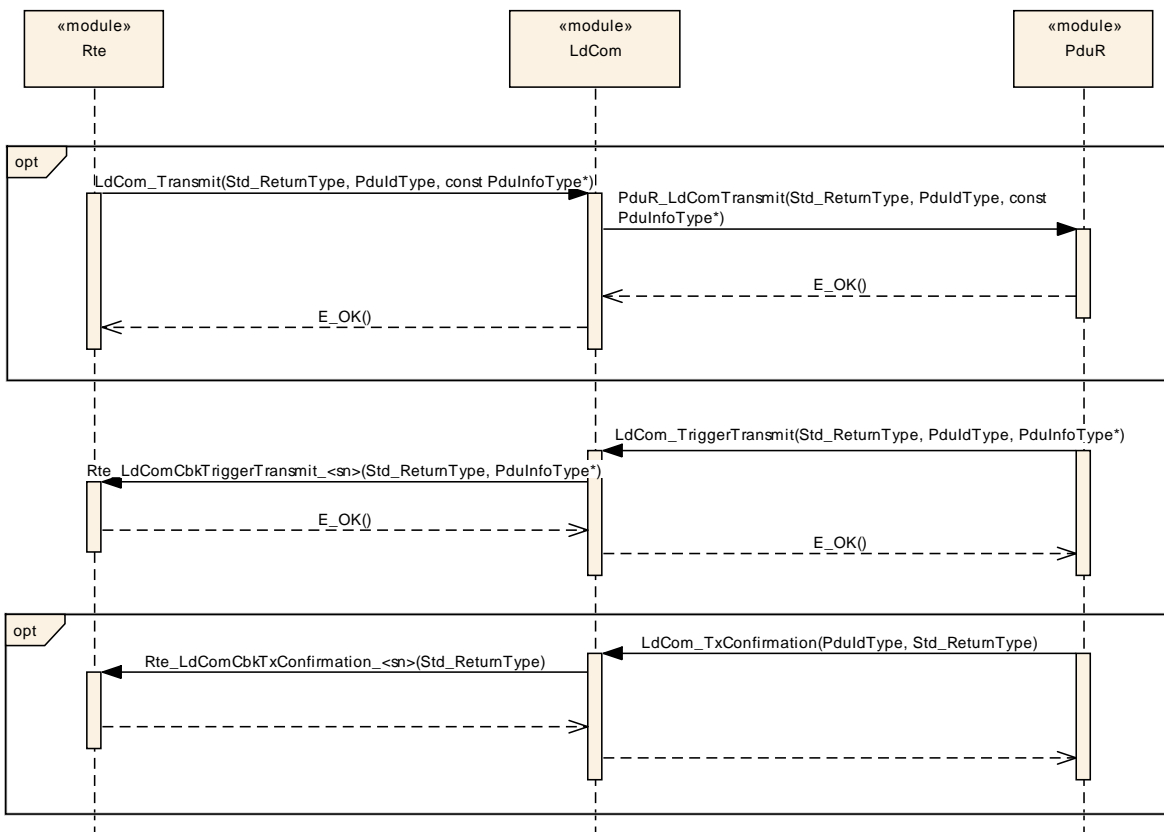 «module»
Rte
«module»
LdCom
«module»
PduR
opt
LdCom_Transmit(Std_ReturnType, PduIdType, const PduInfoType*)
PduR_LdComTransmit(Std_ReturnType, PduIdType, const
PduInfoType*)
E_OK()
E_OK()
LdCom_TriggerTransmit(Std_ReturnType, PduIdType, PduInfoType*)
Rte_LdComCbkTriggerTransmit_<sn>(Std_ReturnType, PduInfoType*)
E_OK()
E_OK()
opt
LdCom_TxConfirmation(PduIdType, Std_ReturnType)
Rte_LdComCbkTxConfirmation_<sn>(Std_ReturnType)